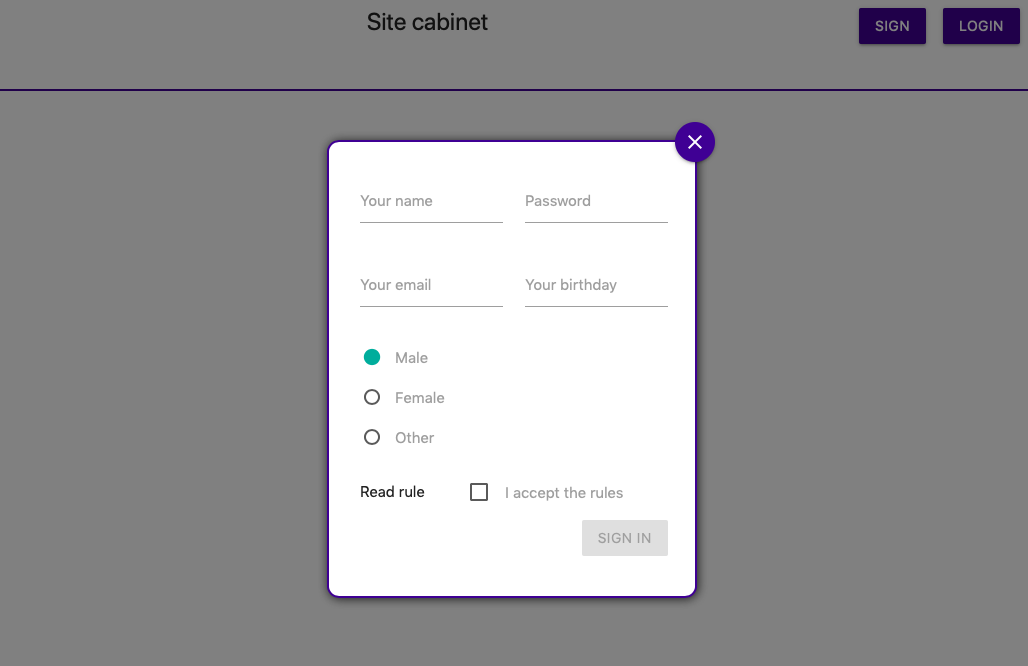 Site cabinet
SIGN
LOGIN
Your name
Password
Your email
Your birthday
Male
Female
Other
Read rule
I accept the rules
SIGN IN